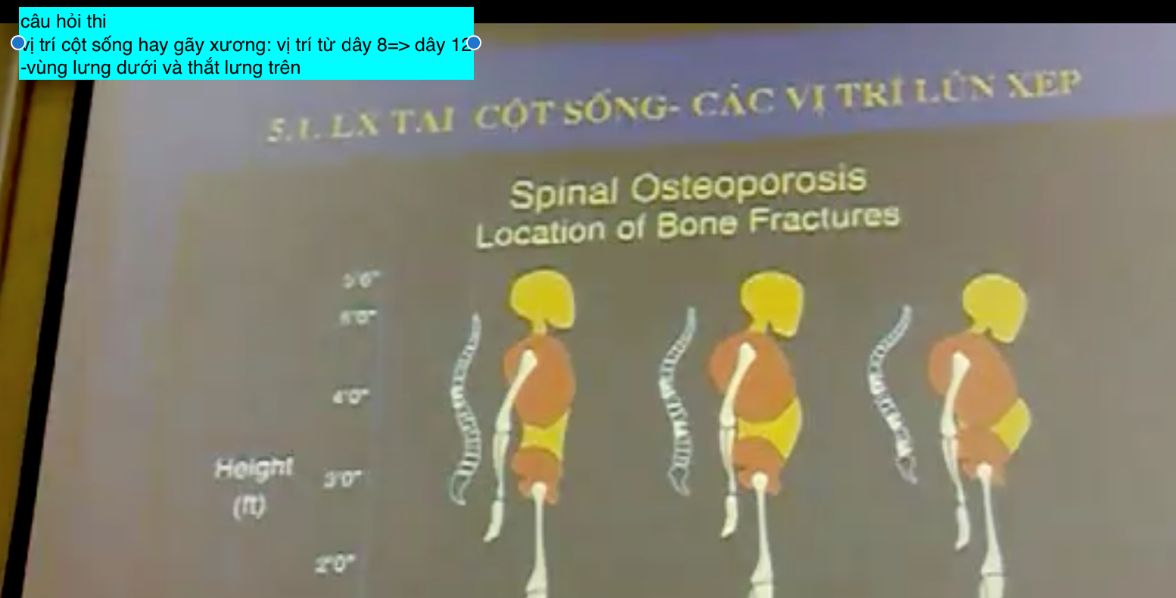 câu hỏi thi
vị trí cột sống hay gãy xương: vị trí từ dây 8=> dây 12
-vùng lưng dưới và thắt lưng trên
5.1. LX TẠI CỘT SỐNG- CÁC VỊ TRÍ LÚN XẸP
Spinal Osteoporosis
Location of Bone Fractures
5'6"
5'0"
4'0"
Height
(ft)
3'0"
2'0"